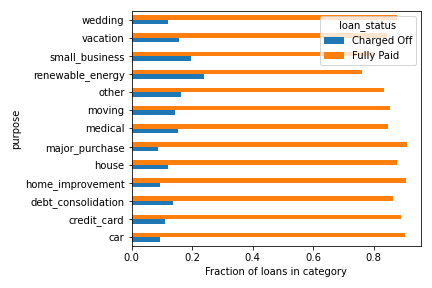 wedding
vacation
small_business
renewable_energy
other
moving
medical
major_purchase
house
home_improvement
debt_consolidation
credit_card
car
purpose
loan_status
Charged Off
Fully Paid
0.0 0.2 0.4 0.6 0.8
Fraction of loans in category